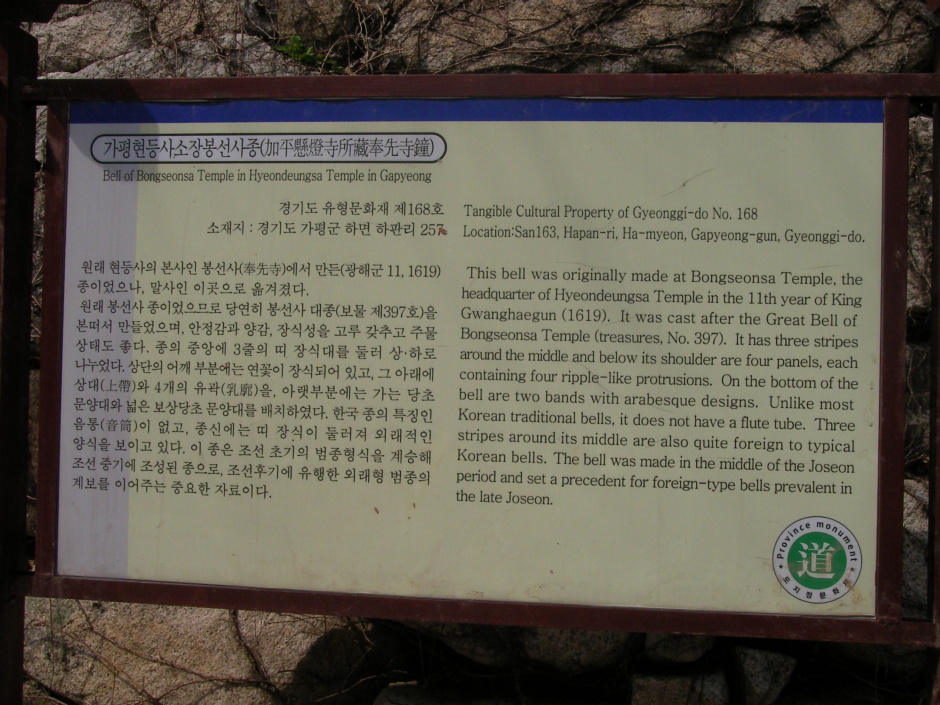 가평현등사소장봉선사종(加平懸燈寺所藏奉先寺鐘)
Bell of Bongseonsa Temple in Hyeondeungsa Temple in Gapyeong
경기도 유형문화재 제168호
소재지 : 경기도 가평군 하면 하판리 257
원래 현등사의 본사인 봉선사(奉先寺)에서 만든(광해군 11, 1619)
종이었으나, 말사인 이곳으로 옮겨졌다.
원래 봉선사 종이었으므로 당연히 봉선사 대종(보물 제397호)을
본떠서 만들었으며, 안정감과 양감, 장식성을 고루 갖추고 주물
상태도 좋다. 종의 중앙에 3줄의 띠 장식대를 둘러 상·하로
나누었다. 상단의 어깨 부분에는 연꽃이 장식되어 있고, 그 아래에
상대(上帶)와 4개의 유곽(乳廓)을, 아랫부분에는 가는 당초
문양대와 넓은 보상당초 문양대를 배치하였다. 한국 종의 특징인
음통(音筒)이 없고, 종신에는 띠 장식이 둘러져 외래적인
양식을 보이고 있다. 이 종은 조선 초기의 범종형식을 계승해
조선 중기에 조성된 종으로, 조선후기에 유행한 외래형 범종의
계보를 이어주는 중요한 자료이다.
Tangible Cultural Property of Gyeonggi-do No. 168
Location:San163, Hapan-ri, Ha-myeon, Gapyeong-gun, Gyeonggi-do.
This bell was originally made at Bongseonsa Temple, the
headquarter of Hyeondeungsa Temple in the 11th year of King
Gwanghaegun (1619). It was cast after the Great Bell of
Bongseonsa Temple (treasures, No. 397). It has three stripes
around the middle and below its shoulder are four panels, each
containing four ripple-like protrusions. On the bottom of the
bell are two bands with arabesque designs. Unlike most
Korean traditional bells, it does not have a flute tube. Three
stripes around its middle are also quite foreign to typical
Korean bells. The bell was made in the middle of the Joseon
period and set a precedent for foreign-type bells prevalent in
the late Joseon.
Province monument
道
도지정문화재